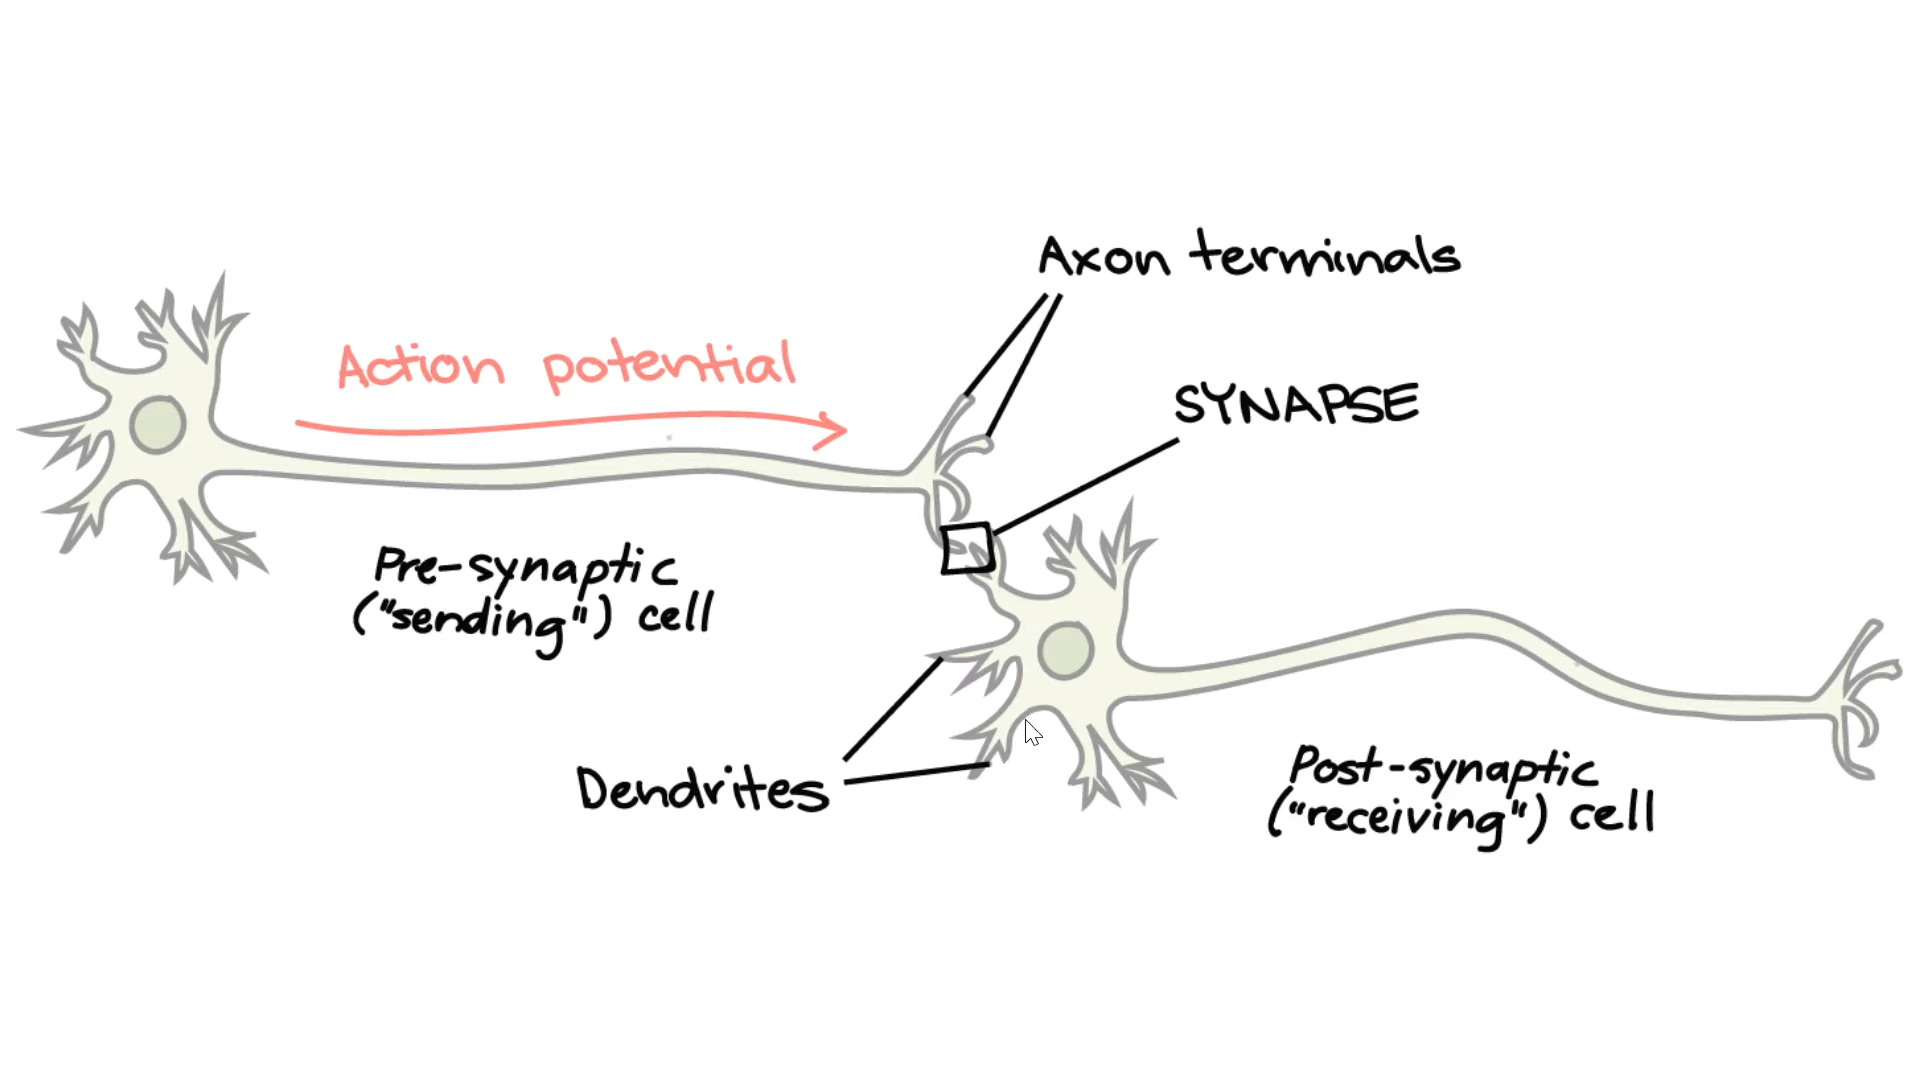 Axon terminals
Action potential
SYNAPSE
Pre-synaptic
("sending") cell
Dendrites
Post-synaptic
("receiving") cell